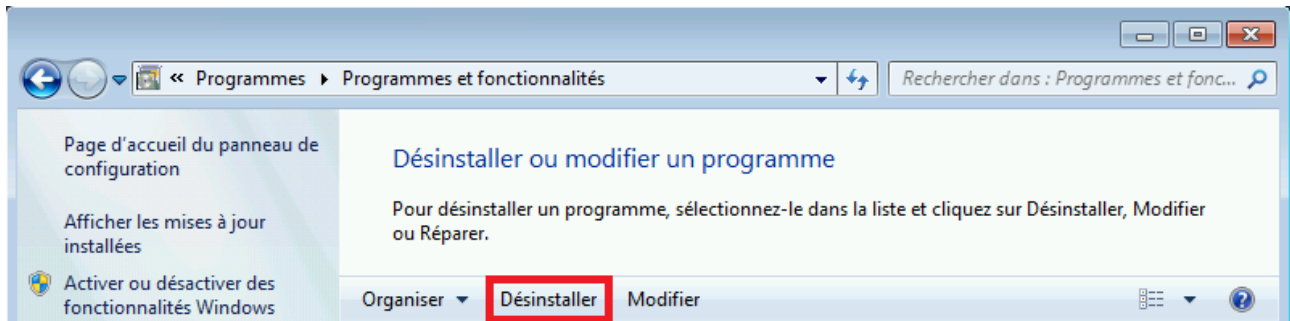 « Programmes ▸ Programmes et fonctionnalités
Rechercher dans : Programmes et fonc...
Page d'accueil du panneau de
configuration
Afficher les mises à jour
installées
Activer ou désactiver des
fonctionnalités Windows
Désinstaller ou modifier un programme
Pour désinstaller un programme, sélectionnez-le dans la liste et cliquez sur Désinstaller, Modifier
ou Réparer.
Organiser Désinstaller Modifier